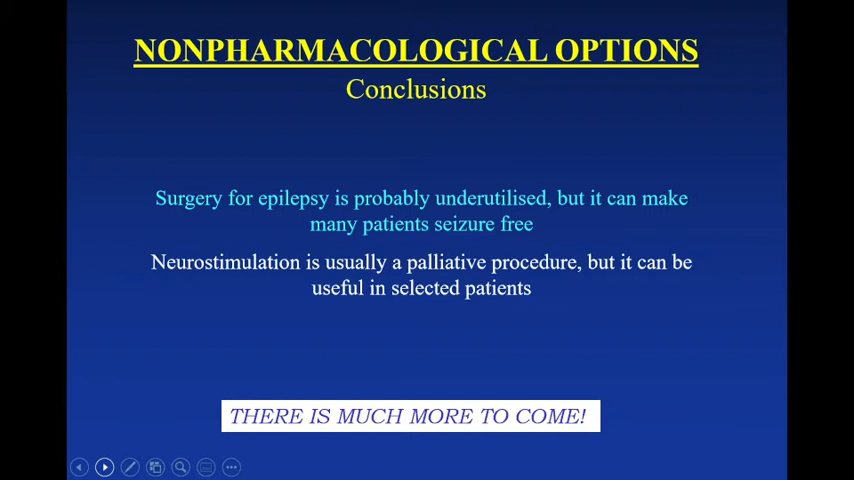 NONPHARMACOLOGICAL OPTIONS
Conclusions
Surgery for epilepsy is probably underutilised, but it can make
many patients seizure free
Neurostimulation is usually a palliative procedure, but it can be
useful in selected patients
THERE IS MUCH MORE TO COME!